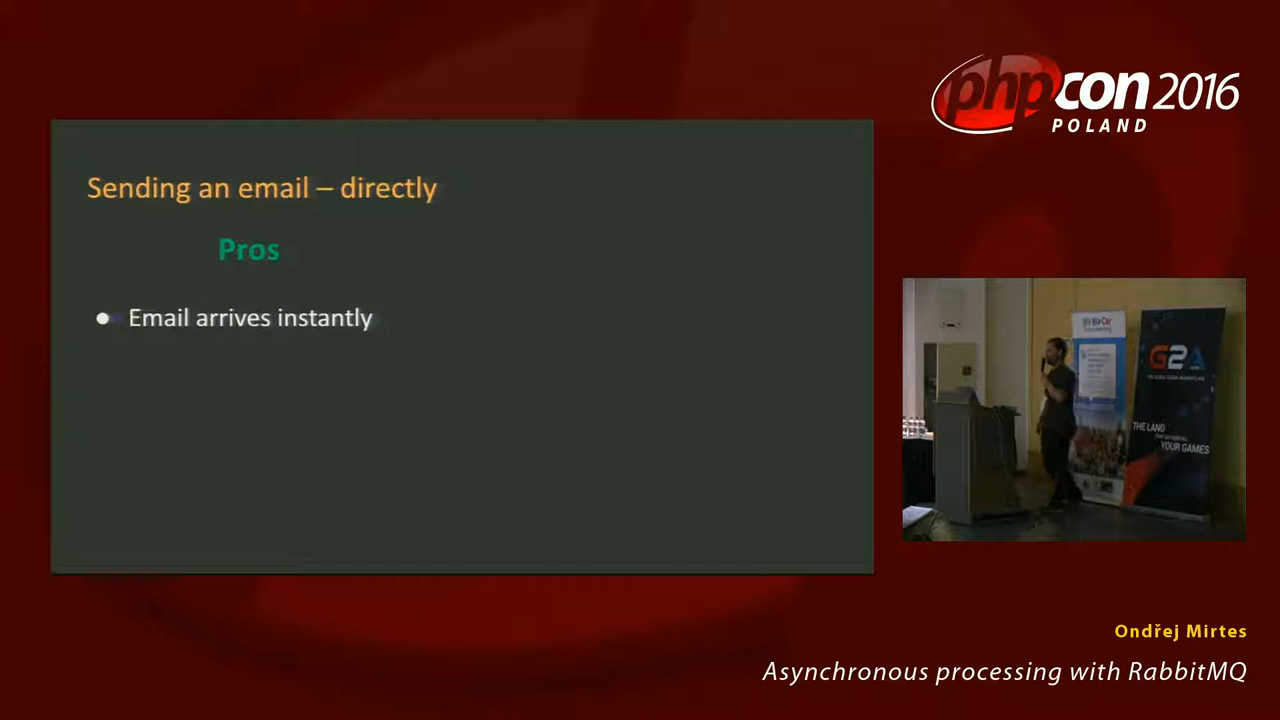 phpcon 2016
POLAND
Sending an email – directly
Pros
● Email arrives instantly
G2A
THE LAND
YOUR GAMES
Ondřej Mirtes
Asynchronous processing with RabbitMQ